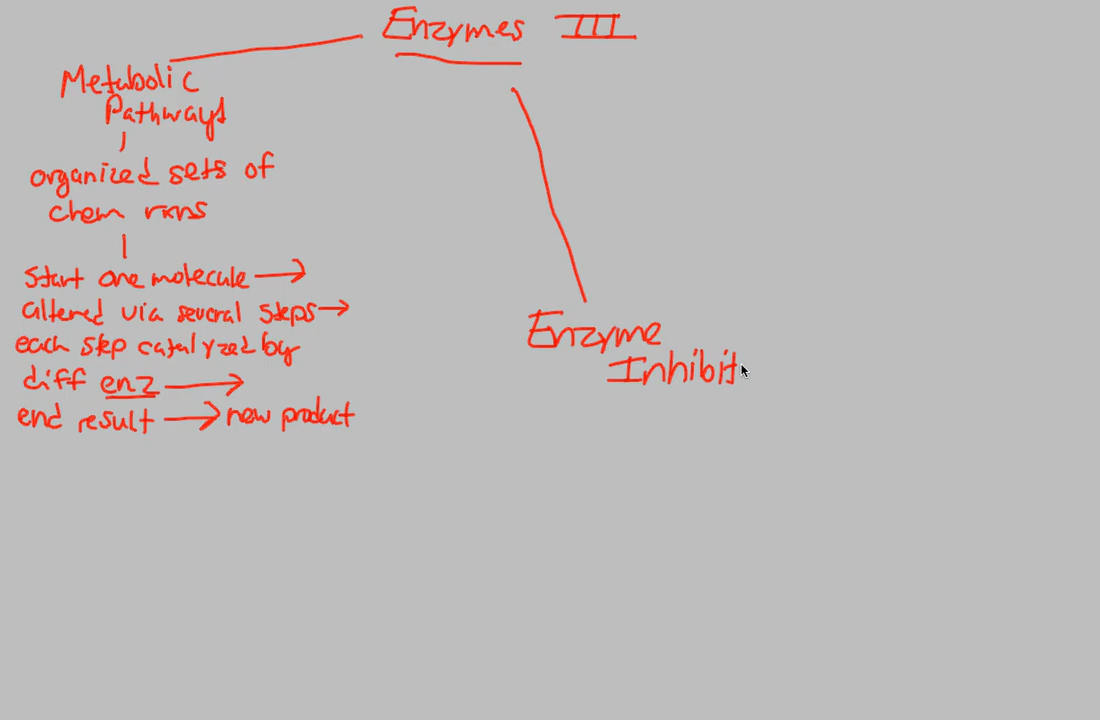 Enzymes III
Metabolic
Pathways
organized sets of
chem rxns
Start one molecule →
altered via several steps →
each step catalyzed by
diff enz →
end result → new product
Enzyme
Inhibit